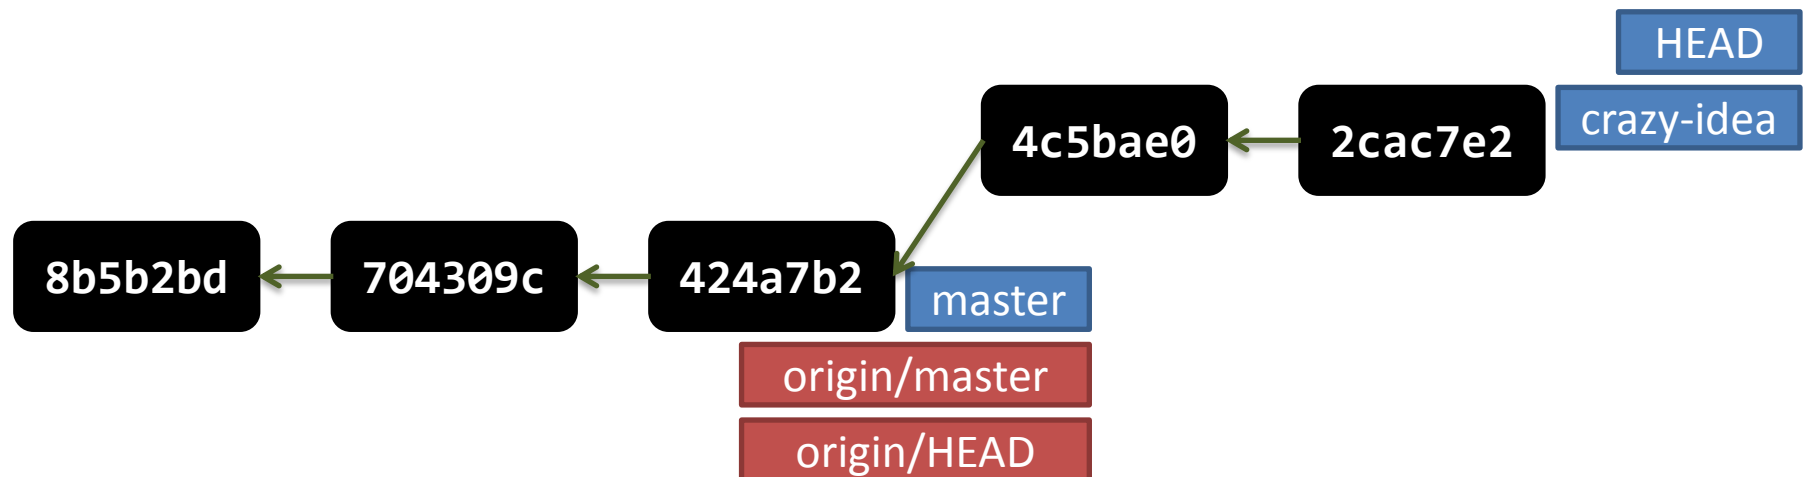 HEAD
crazy-idea
4c5bae0
2cac7e2
8b5b2bd
704309c
424a7b2
master
origin/master
origin/HEAD